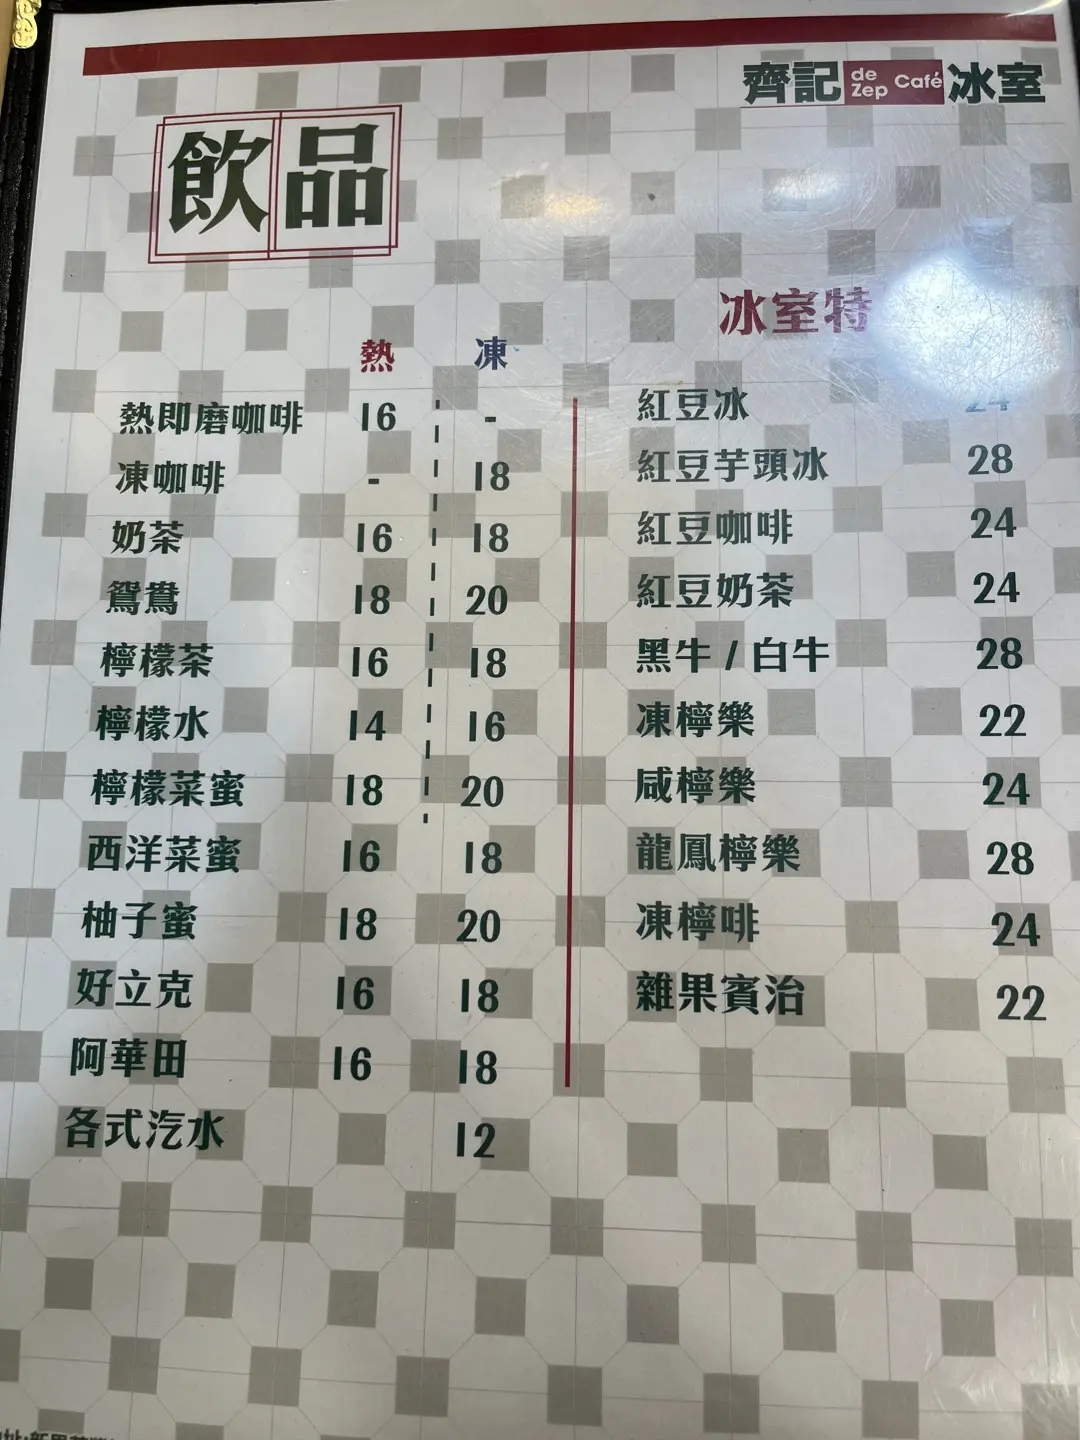 齊記 de Zep Café 冰室
飲品
熱 凍
熱即磨咖啡 16 -
凍咖啡 - 18
奶茶 16 18
鴛鴦 18 20
檸檬茶 16 18
檸檬水 14 16
檸檬菜蜜 18 20
西洋菜蜜 16 18
柚子蜜 18 20
好立克 16 18
阿華田 16 18
各式汽水 12
冰室特
紅豆冰 24
紅豆芋頭冰 28
紅豆咖啡 24
紅豆奶茶 24
黑牛 / 白牛 28
凍檸樂 22
咸檸樂 24
龍鳳檸樂 28
凍檸啡 24
雜果賓治 22